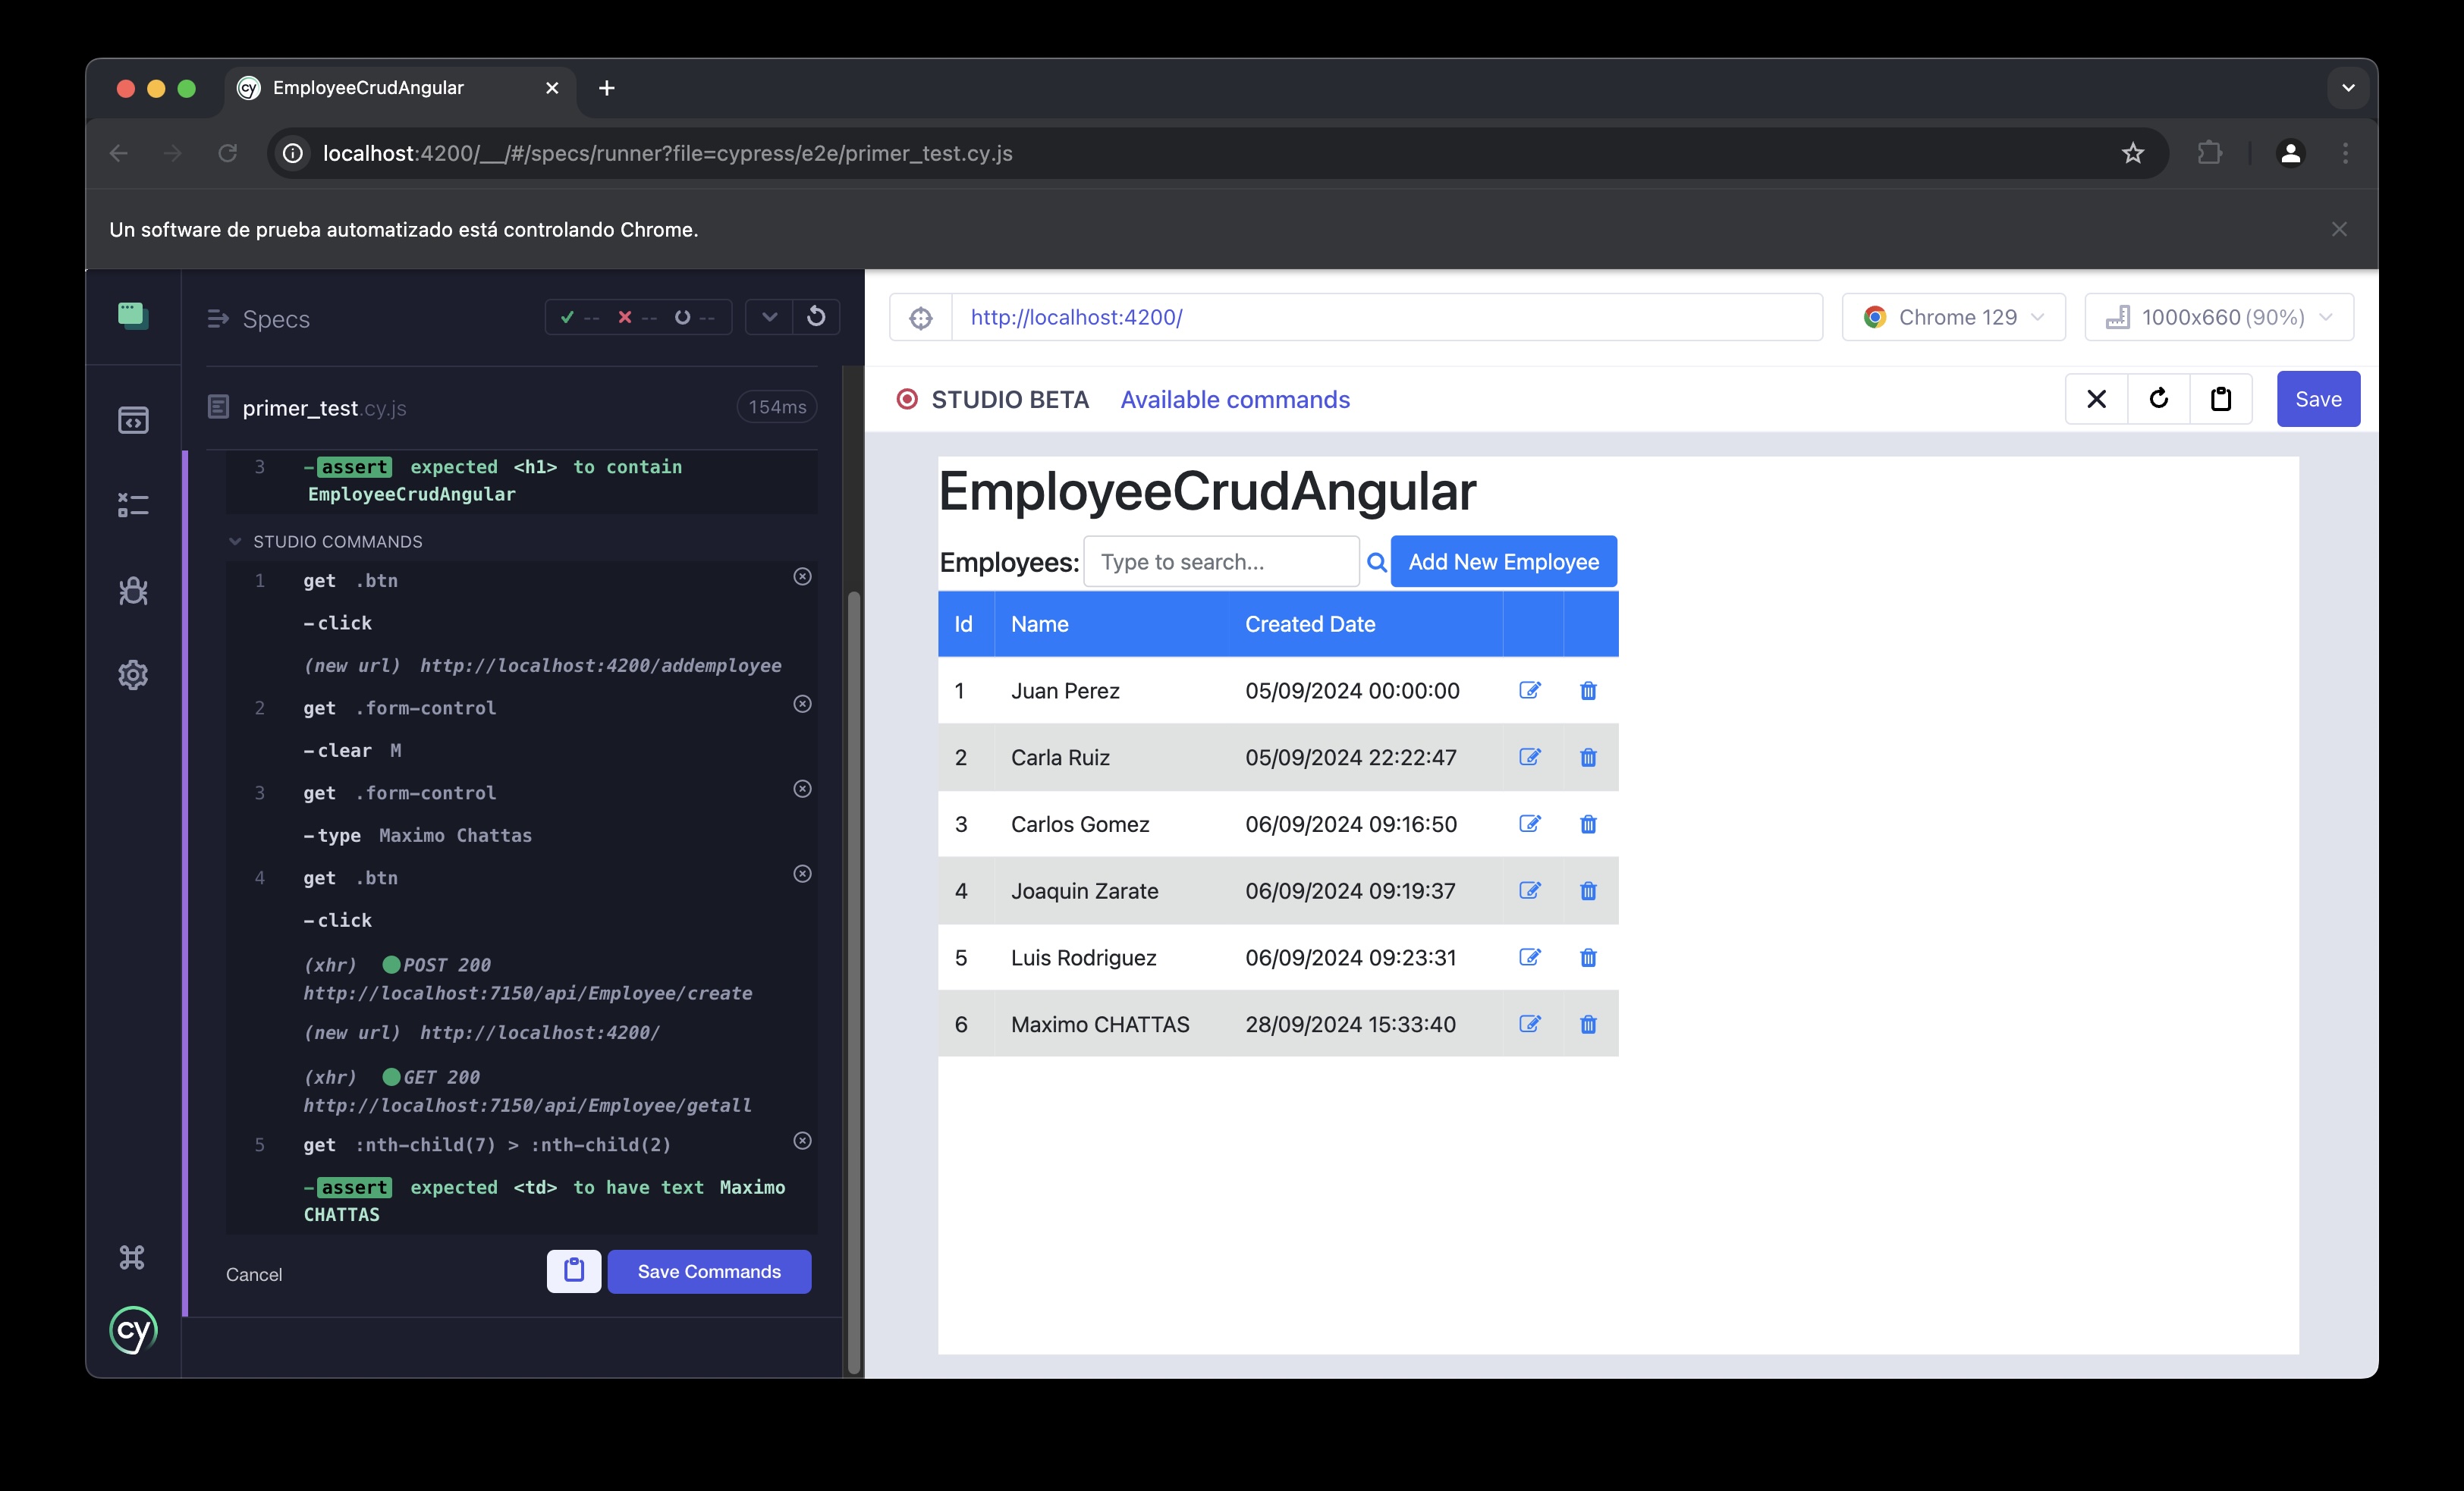 EmployeeCrudAngular
localhost:4200/__/#/specs/runner?file=cypress/e2e/primer_test.cy.js
Un software de prueba automatizado está controlando Chrome.
Specs
-- -- --
primer_test.cy.js 154ms
3 -assert expected <h1> to contain
EmployeeCrudAngular
STUDIO COMMANDS
1 get .btn
-click
(new url) http://localhost:4200/addemployee
2 get .form-control
-clear M
3 get .form-control
-type Maximo Chattas
4 get .btn
-click
(xhr) POST 200
http://localhost:7150/api/Employee/create
(new url) http://localhost:4200/
(xhr) GET 200
http://localhost:7150/api/Employee/getall
5 get :nth-child(7) > :nth-child(2)
-assert expected <td> to have text Maximo
CHATTAS
Cancel
Save Commands
cy
http://localhost:4200/
Chrome 129
1000x660 (90%)
STUDIO BETA Available commands
Save
EmployeeCrudAngular
Employees: Type to search... Add New Employee
Id Name Created Date
1 Juan Perez 05/09/2024 00:00:00
2 Carla Ruiz 05/09/2024 22:22:47
3 Carlos Gomez 06/09/2024 09:16:50
4 Joaquin Zarate 06/09/2024 09:19:37
5 Luis Rodriguez 06/09/2024 09:23:31
6 Maximo CHATTAS 28/09/2024 15:33:40